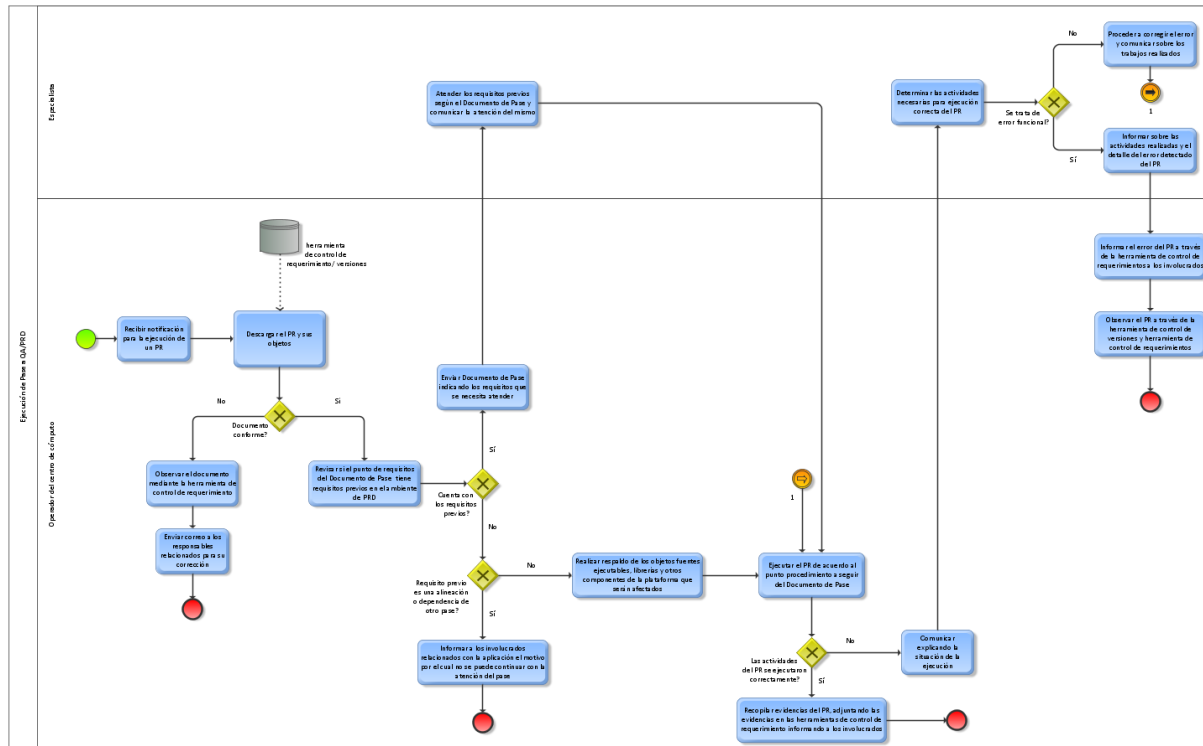 Ejecución de Pase a QA/PRD
Especialista
Operador del centro de cómputo
No
Proceder a corregir el error
y comunicar sobre los
trabajos realizados
1
Determinar las actividades
necesarias para ejecución
correcta del PR
Se trata de
error funcional?
Sí
Informar sobre las
actividades realizadas y el
detalle del error detectado
del PR
Atender los requisitos previos
según el Documento de Pase y
comunicar la atención del mismo
herramienta
de control de
requerimiento/ versiones
Informar el error del PR a través
de la herramienta de control de
requerimientos a los involucrados
Recibir notificación
para la ejecución de
un PR
Descargar el PR y sus
objetos
Observar el PR a través de la
herramienta de control de
versiones y herramienta de
control de requerimientos
Enviar Documento de Pase
indicando los requisitos que
se necesita atender
No
Si
Documento
conforme?
Observar el documento
mediante la herramienta de
control de requerimiento
Enviar correo a los
responsables
relacionados para su
corrección
Revisar si el punto de requisitos
del Documento de Pase tiene
requisitos previos en el ambiente
de PRD
Sí
Cuenta con
los requisitos
previos?
No
Requisito previo
es una alineación
o dependencia de
otro pase?
No
Sí
Realizar respaldo de los objetos fuentes
ejecutables, librerías y otros
componentes de la plataforma que
serán afectados
1
Ejecutar el PR de acuerdo al
punto procedimiento a seguir
del Documento de Pase
Informar a los involucrados
relacionados con la aplicación el motivo
por el cual no se puede continuar con la
atención del pase
Las actividades
del PR se ejecutaron
correctamente?
No
Comunicar
explicando la
situación de la
ejecución
Sí
Recopilar evidencias del PR, adjuntando las
evidencias en las herramientas de control de
requerimiento informando a los involucrados